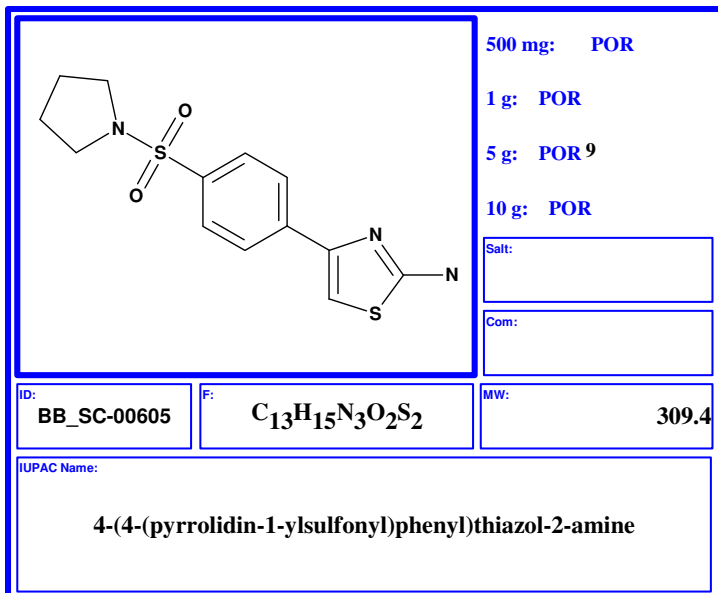 500 mg: POR
1 g: POR
5 g: POR 9
10 g: POR
O
N
S
O
N
N
S
Salt:
Com:
ID:
BB_SC-00605
F:
C13H15N3O2S2
MW:
309.4
IUPAC Name:
4-(4-(pyrrolidin-1-ylsulfonyl)phenyl)thiazol-2-amine